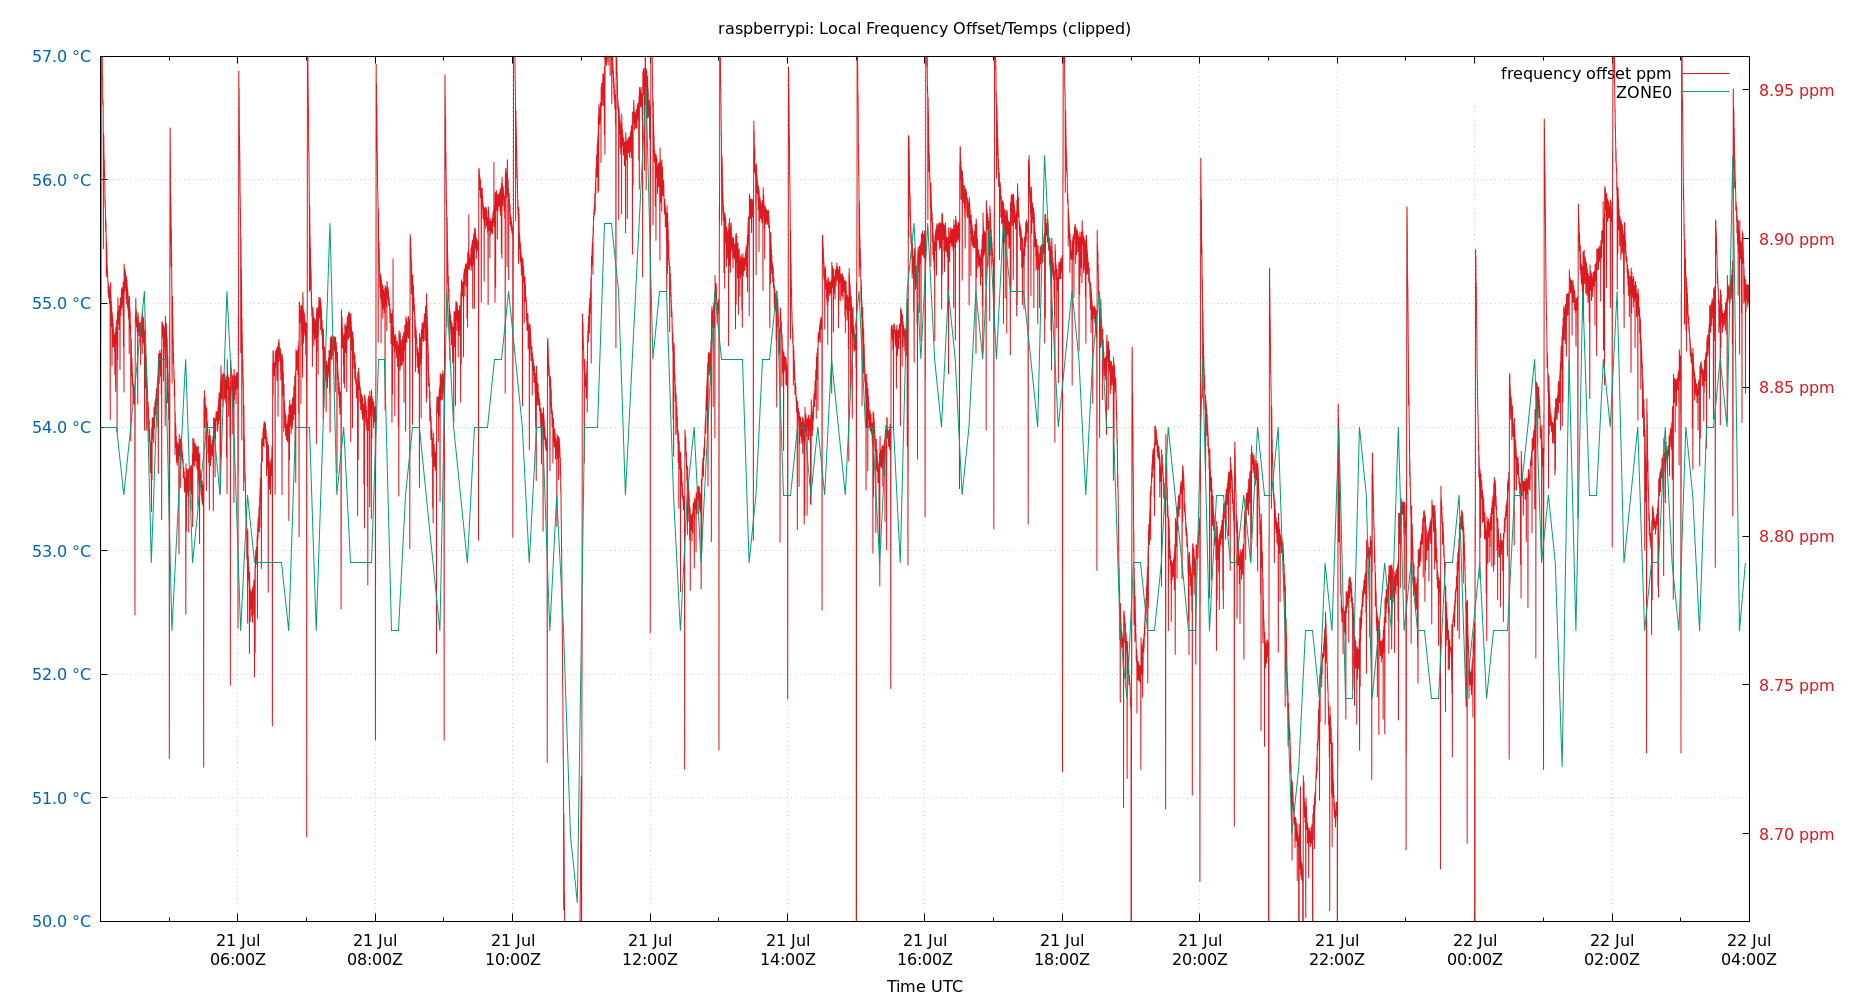 raspberrypi: Local Frequency Offset/Temps (clipped)
57.0 °C
56.0 °C
55.0 °C
54.0 °C
53.0 °C
52.0 °C
51.0 °C
50.0 °C
frequency offset ppm
ZONE0
8.95 ppm
8.90 ppm
8.85 ppm
8.80 ppm
8.75 ppm
8.70 ppm
21 Jul
06:00Z
21 Jul
08:00Z
21 Jul
10:00Z
21 Jul
12:00Z
21 Jul
14:00Z
21 Jul
16:00Z
21 Jul
18:00Z
21 Jul
20:00Z
21 Jul
22:00Z
22 Jul
00:00Z
22 Jul
02:00Z
22 Jul
04:00Z
Time UTC